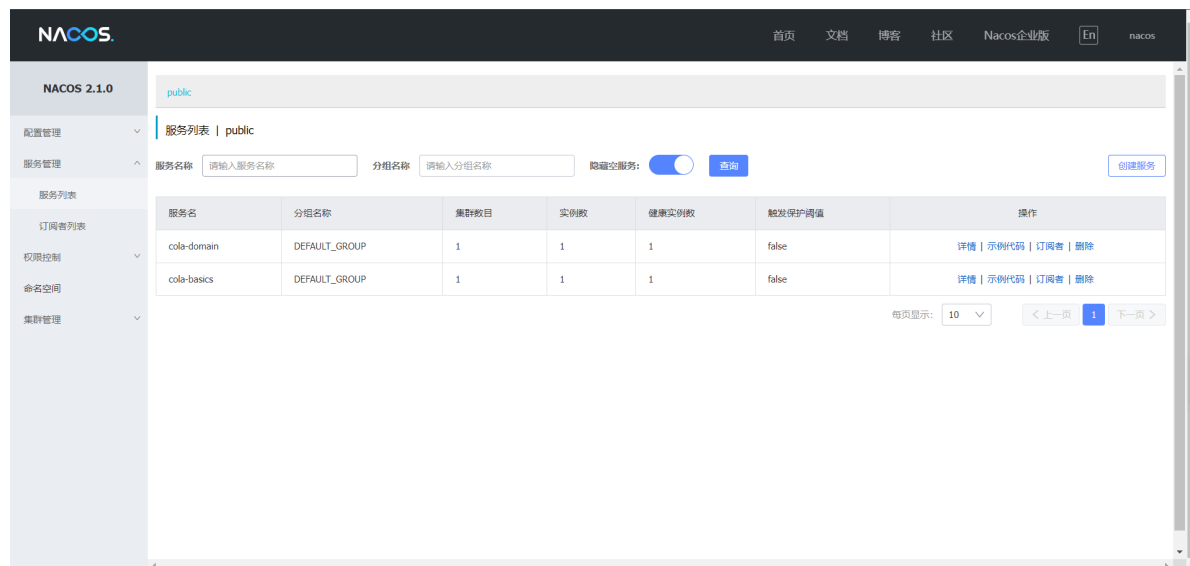 NACOS.
首页 文档 博客 社区 Nacos企业版 En nacos
NACOS 2.1.0
配置管理
服务管理
服务列表
订阅者列表
权限控制
命名空间
集群管理
public
服务列表 | public
服务名称 请输入服务名称 分组名称 请输入分组名称 隐藏空服务: 查询 创建服务
服务名 分组名称 集群数目 实例数 健康实例数 触发保护阈值 操作
cola-domain DEFAULT_GROUP 1 1 1 false 详情 | 示例代码 | 订阅者 | 删除
cola-basics DEFAULT_GROUP 1 1 1 false 详情 | 示例代码 | 订阅者 | 删除
每页显示: 10 上一页 1 下一页